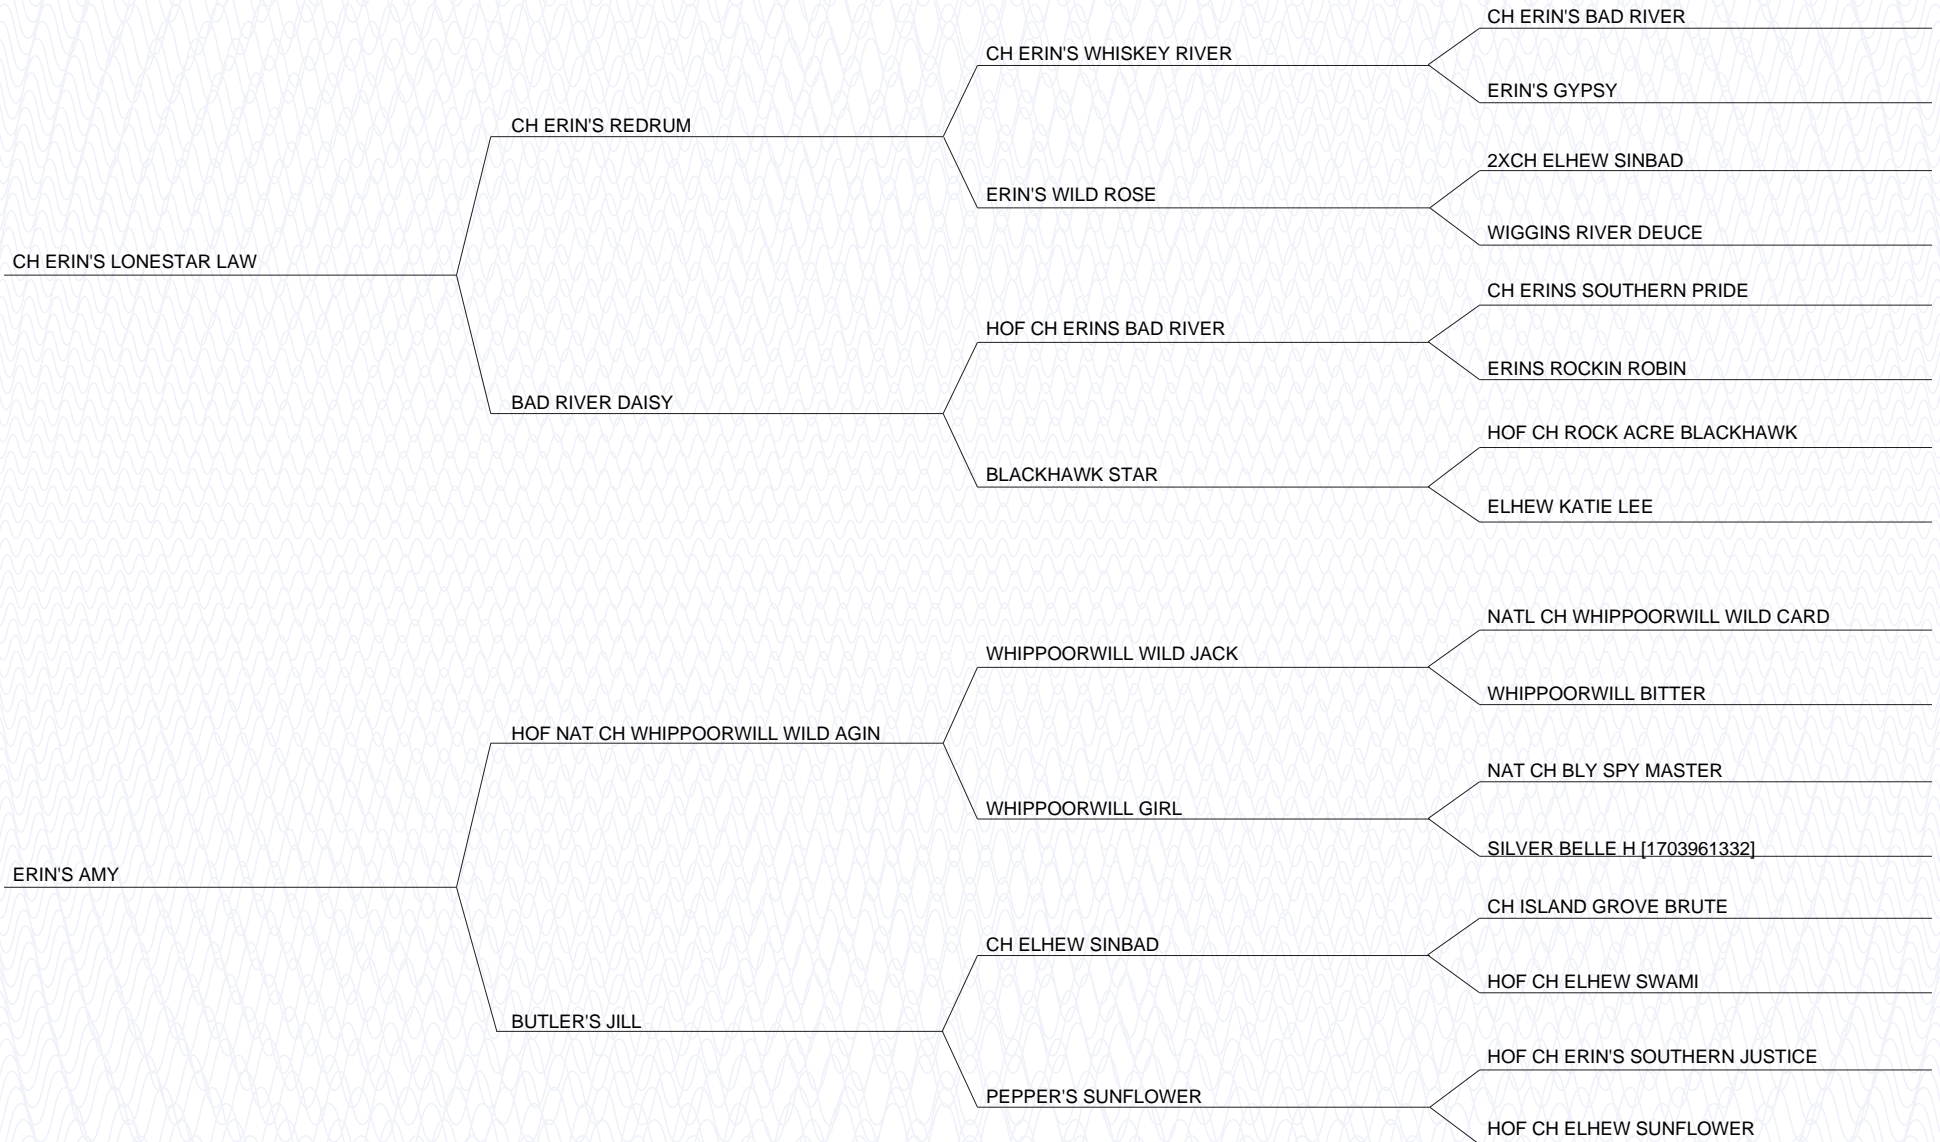 CH ERIN'S BAD RIVER
CH ERIN'S WHISKEY RIVER
ERIN'S GYPSY
CH ERIN'S REDRUM
2XCH ELHEW SINBAD
ERIN'S WILD ROSE
WIGGINS RIVER DEUCE
CH ERIN'S LONESTAR LAW
CH ERINS SOUTHERN PRIDE
HOF CH ERINS BAD RIVER
ERINS ROCKIN ROBIN
BAD RIVER DAISY
HOF CH ROCK ACRE BLACKHAWK
BLACKHAWK STAR
ELHEW KATIE LEE
NATL CH WHIPPOORWILL WILD CARD
WHIPPOORWILL WILD JACK
WHIPPOORWILL BITTER
HOF NAT CH WHIPPOORWILL WILD AGIN
NAT CH BLY SPY MASTER
WHIPPOORWILL GIRL
SILVER BELLE H [1703961332]
ERIN'S AMY
CH ISLAND GROVE BRUTE
CH ELHEW SINBAD
HOF CH ELHEW SWAMI
BUTLER'S JILL
HOF CH ERIN'S SOUTHERN JUSTICE
PEPPER'S SUNFLOWER
HOF CH ELHEW SUNFLOWER